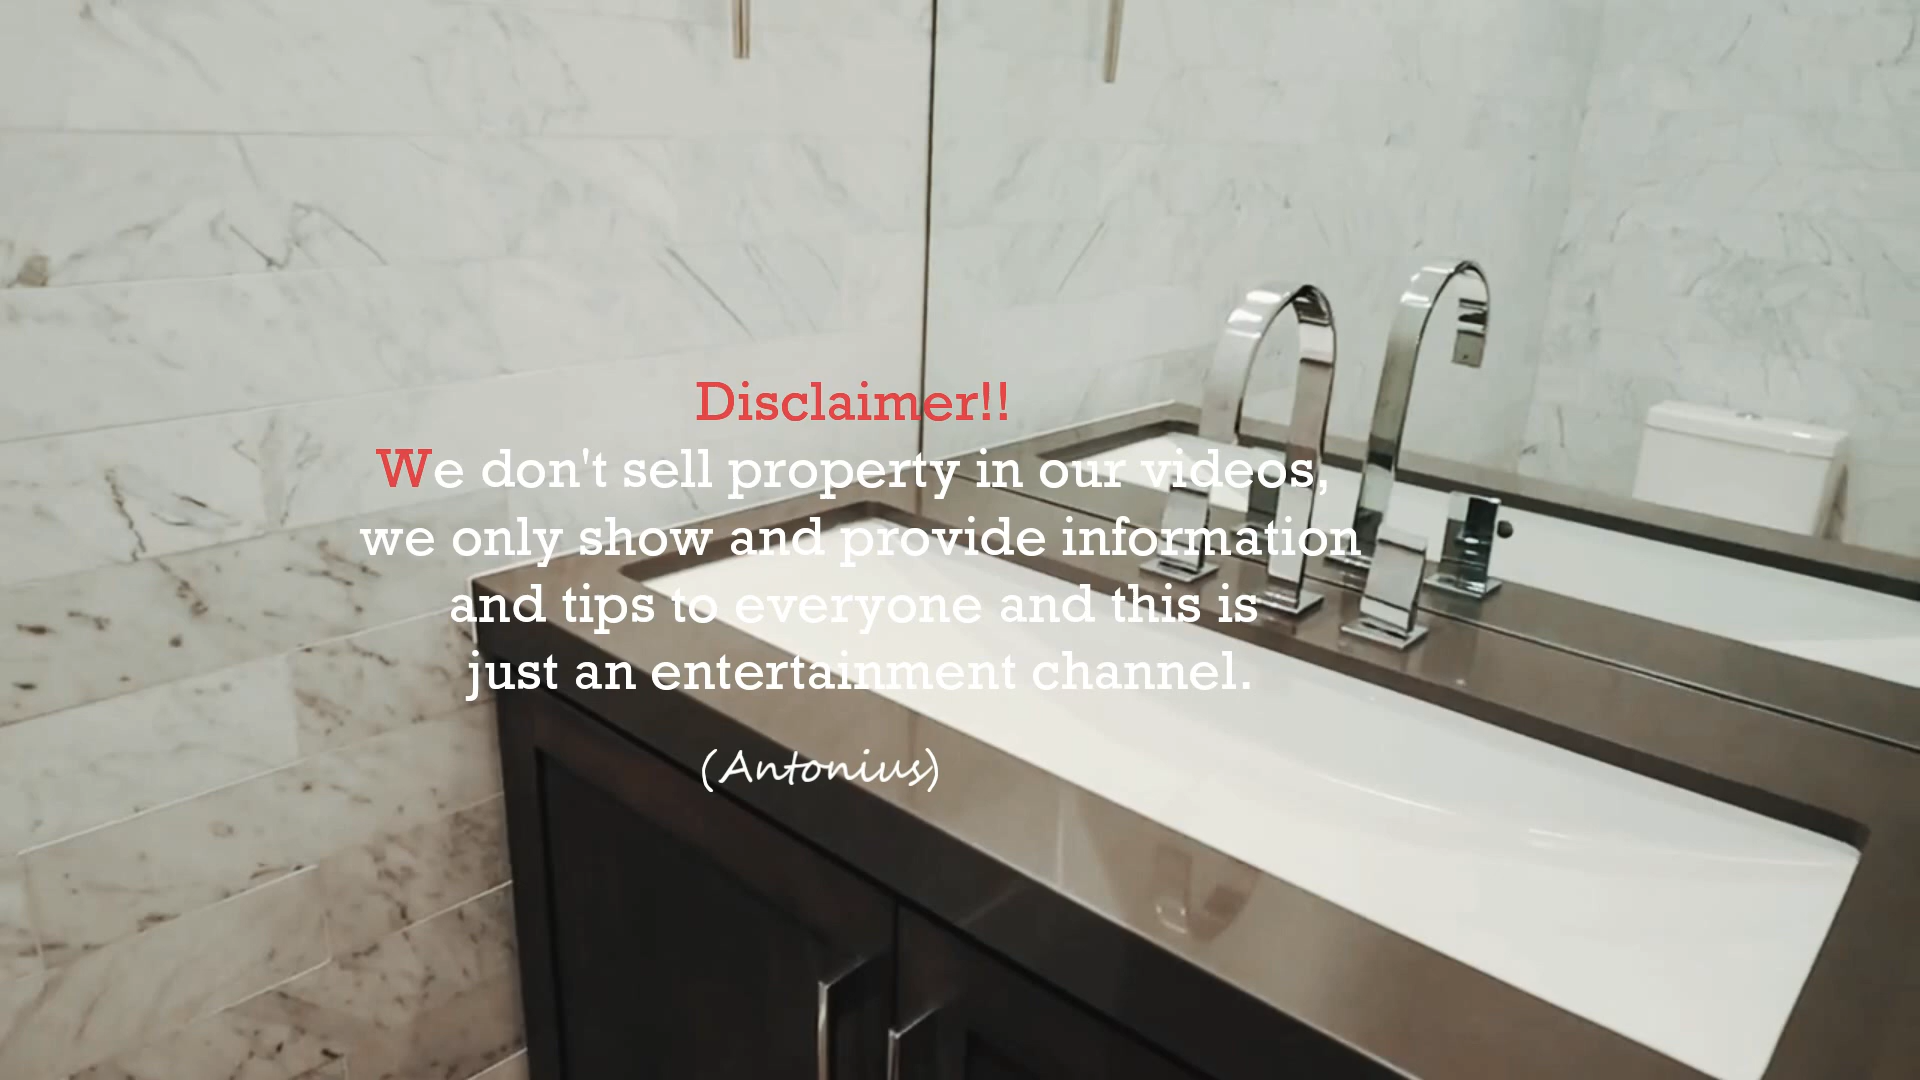 Disclaimer!!
We don't sell property in our videos,
we only show and provide information
and tips to everyone and this is
just an entertainment channel.
(Antonius)